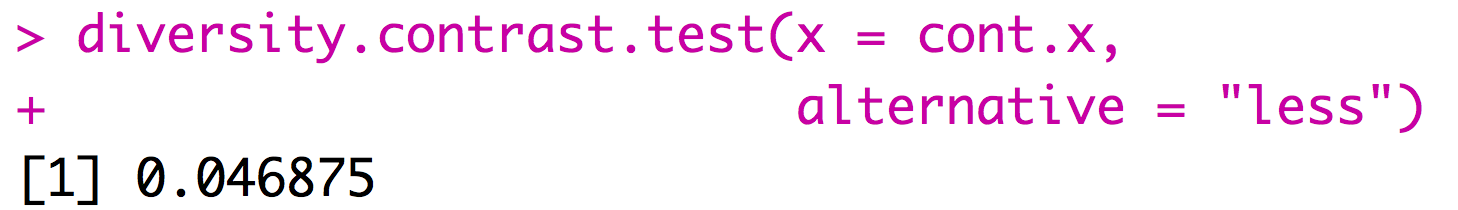 > diversity.contrast.test(x = cont.x,
+                         alternative = "less")
[1] 0.046875